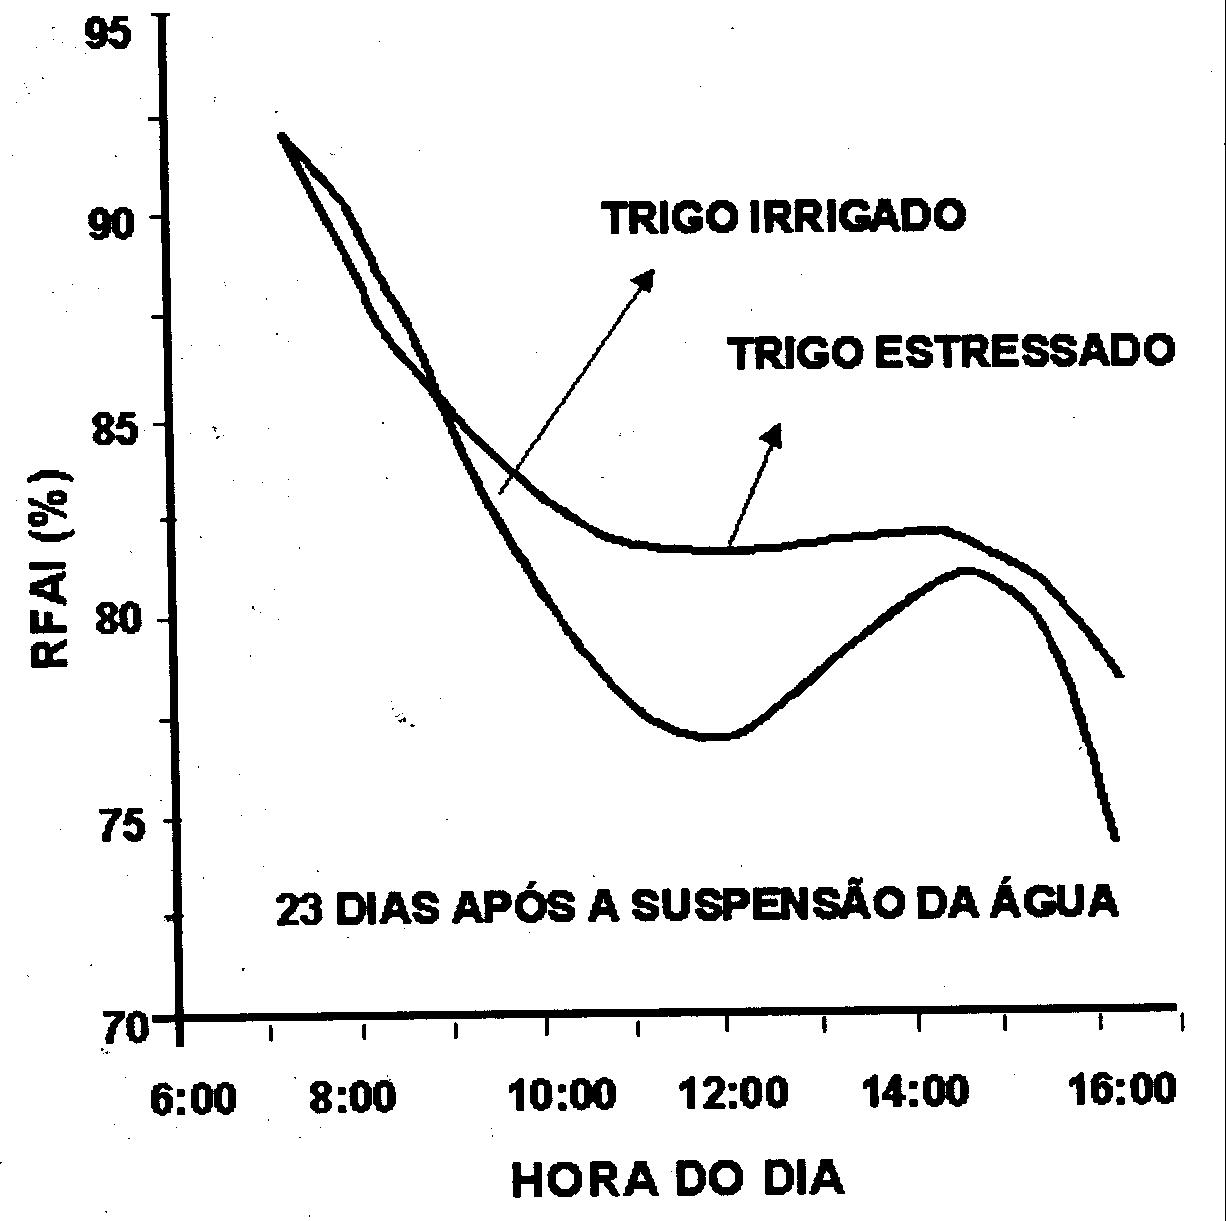 95
90
85
80
75
70
RFAI (%)
TRIGO IRRIGADO
TRIGO ESTRESSADO
23 DIAS APÓS A SUSPENSÃO DA ÁGUA
6:00 8:00 10:00 12:00 14:00 16:00
HORA DO DIA